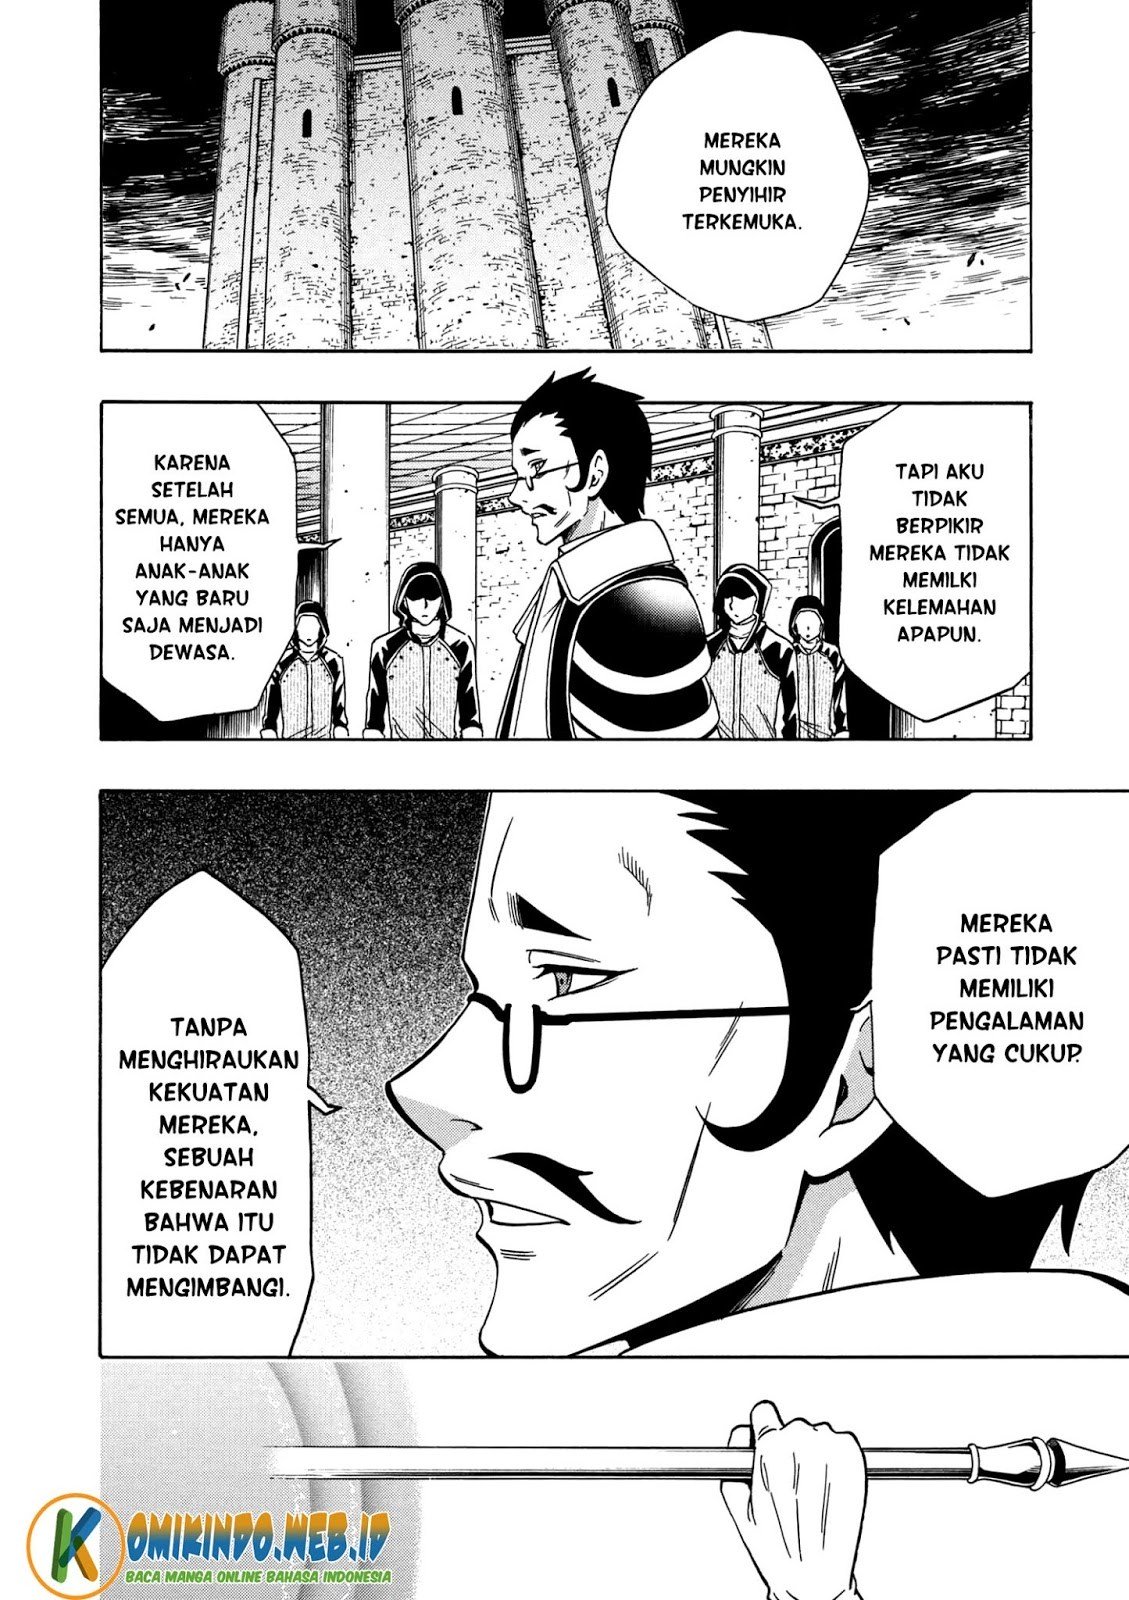 MEREKA
MUNGKIN
PENYIHIR
TERKEMUKA.
TAPI AKU
TIDAK
BERPIKIR
MEREKA TIDAK
MEMILKI
KELEMAHAN
APAPUN.
KARENA
SETELAH
SEMUA, MEREKA
HANYA
ANAK-ANAK
YANG BARU
SAJA MENJADI
DEWASA.
MEREKA
PASTI TIDAK
MEMILIKI
PENGALAMAN
YANG CUKUP.
TANPA
MENGHIRAUKAN
KEKUATAN
MEREKA,
SEBUAH
KEBENARAN
BAHWA ITU
TIDAK DAPAT
MENGIMBANGI.
KOMIKINDO.WEB.ID
BACA MANGA ONLINE BAHASA INDONESIA